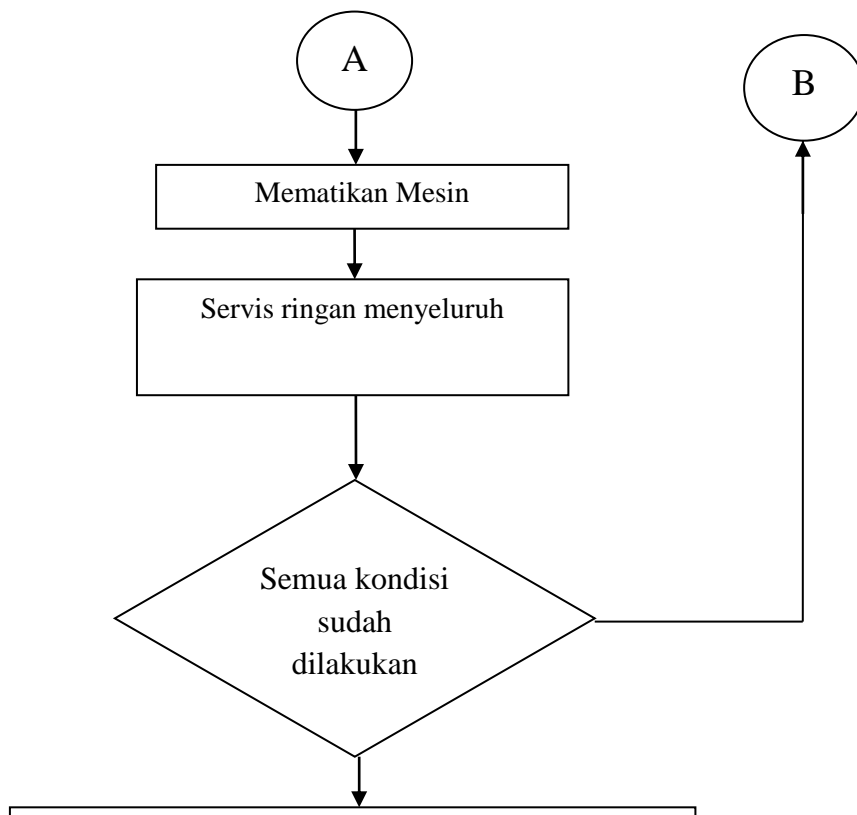 A
B
Mematikan Mesin
Servis ringan menyeluruh
Semua kondisi
sudah
dilakukan